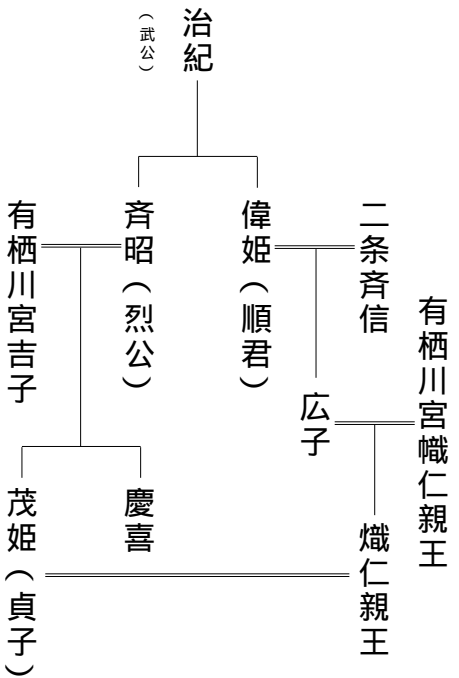 治紀
（武公）
二条斉信
偉姫（順君）
斉昭（烈公）
有栖川宮吉子
有栖川宮幟仁親王
広子
熾仁親王
慶喜
茂姫（貞子）